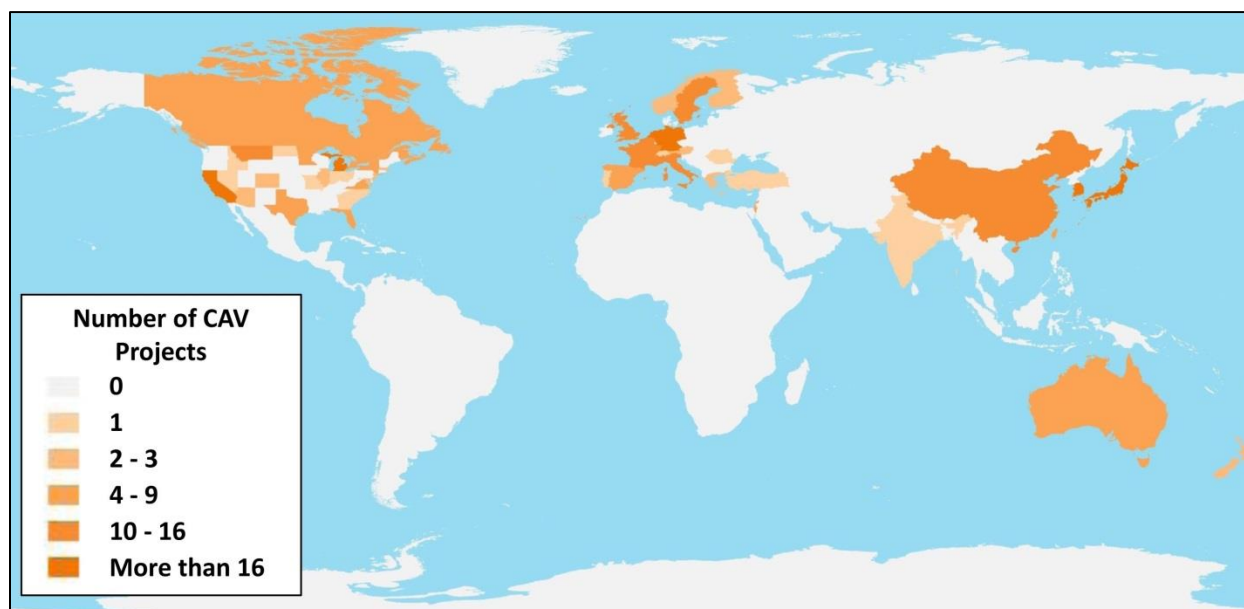 Number of CAV
Projects
0
1
2 - 3
4 - 9
10 - 16
More than 16